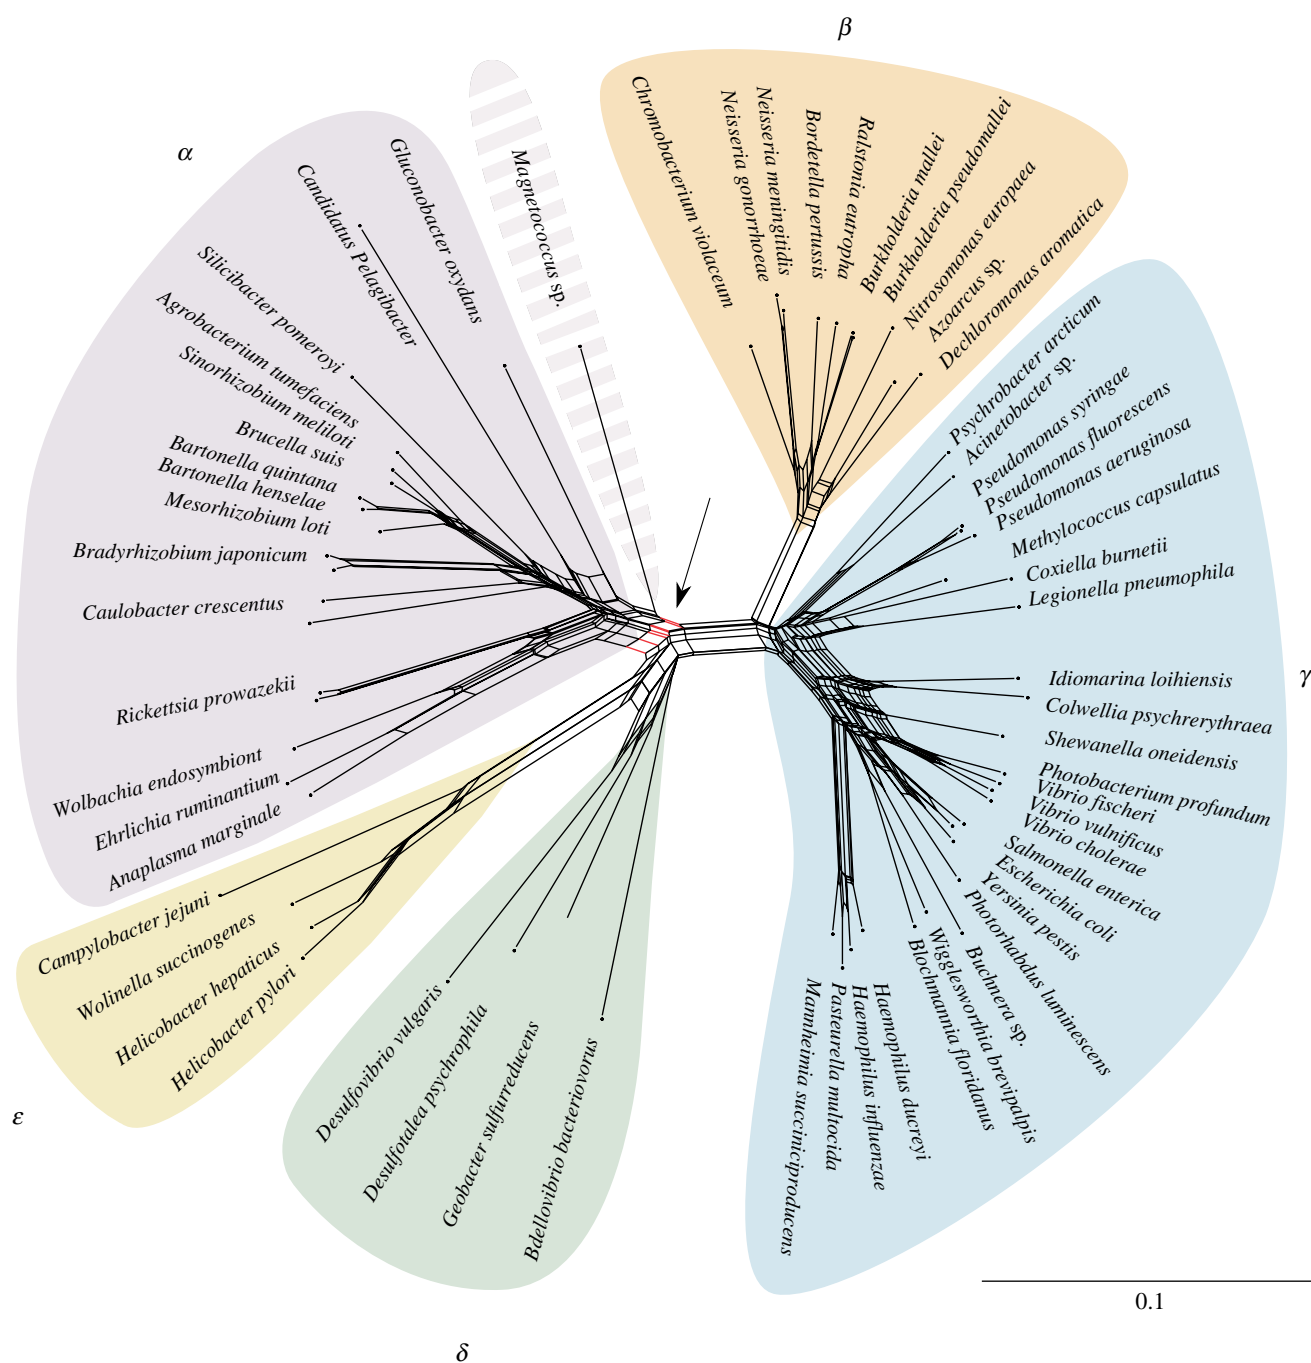 β
α
Gluconobacter oxydans
Candidatus Pelagibacter
Silicibacter pomeroyi
Agrobacterium tumefaciens
Sinorhizobium meliloti
Brucella suis
Bartonella quintana
Bartonella henselae
Mesorhizobium loti
Bradyrhizobium japonicum
Caulobacter crescentus
Rickettsia prowazekii
Wolbachia endosymbiont
Ehrlichia ruminantium
Anaplasma marginale
Magnetococcus sp.
Chromobacterium violaceum
Neisseria gonorrhoeae
Neisseria meningitidis
Bordetella pertussis
Ralstonia eutropha
Burkholderia mallei
Burkholderia pseudomallei
Nitrosomonas europaea
Azoarcus sp.
Dechloromonas aromatica
Psychrobacter arcticum
Acinetobacter sp.
Pseudomonas syringae
Pseudomonas fluorescens
Pseudomonas aeruginosa
Methylococcus capsulatus
Coxiella burnetii
Legionella pneumophila
γ
Idiomarina loihiensis
Colwellia psychrerythraea
Shewanella oneidensis
Photobacterium profundum
Vibrio fischeri
Vibrio vulnificus
Vibrio cholerae
Salmonella enterica
Escherichia coli
Yersinia pestis
Photorhabdus luminescens
Buchnera sp.
Wigglesworthia brevipalpis
Blochmannia floridanus
Haemophilus ducreyi
Haemophilus influenzae
Pasteurella multocida
Mannheimia succiniciproducens
Campylobacter jejuni
Wolinella succinogenes
Helicobacter hepaticus
Helicobacter pylori
ε
Desulfovibrio vulgaris
Desulfotalea psychrophila
Geobacter sulfurreducens
Bdellovibrio bacteriovorus
δ
0.1